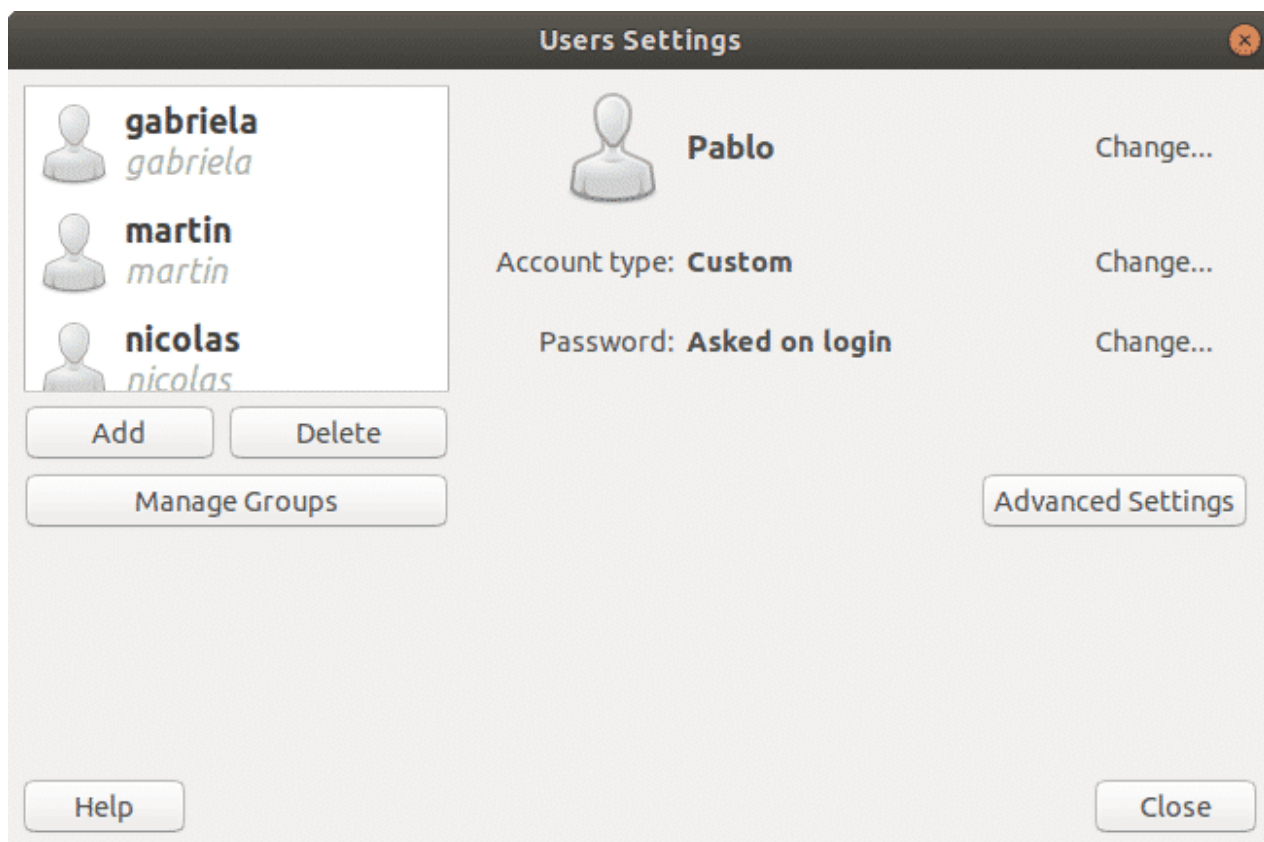 Users Settings
gabriela
gabriela
martin
martin
nicolas
nicolas
Add
Delete
Manage Groups
Pablo
Change...
Account type: Custom
Change...
Password: Asked on login
Change...
Advanced Settings
Help
Close